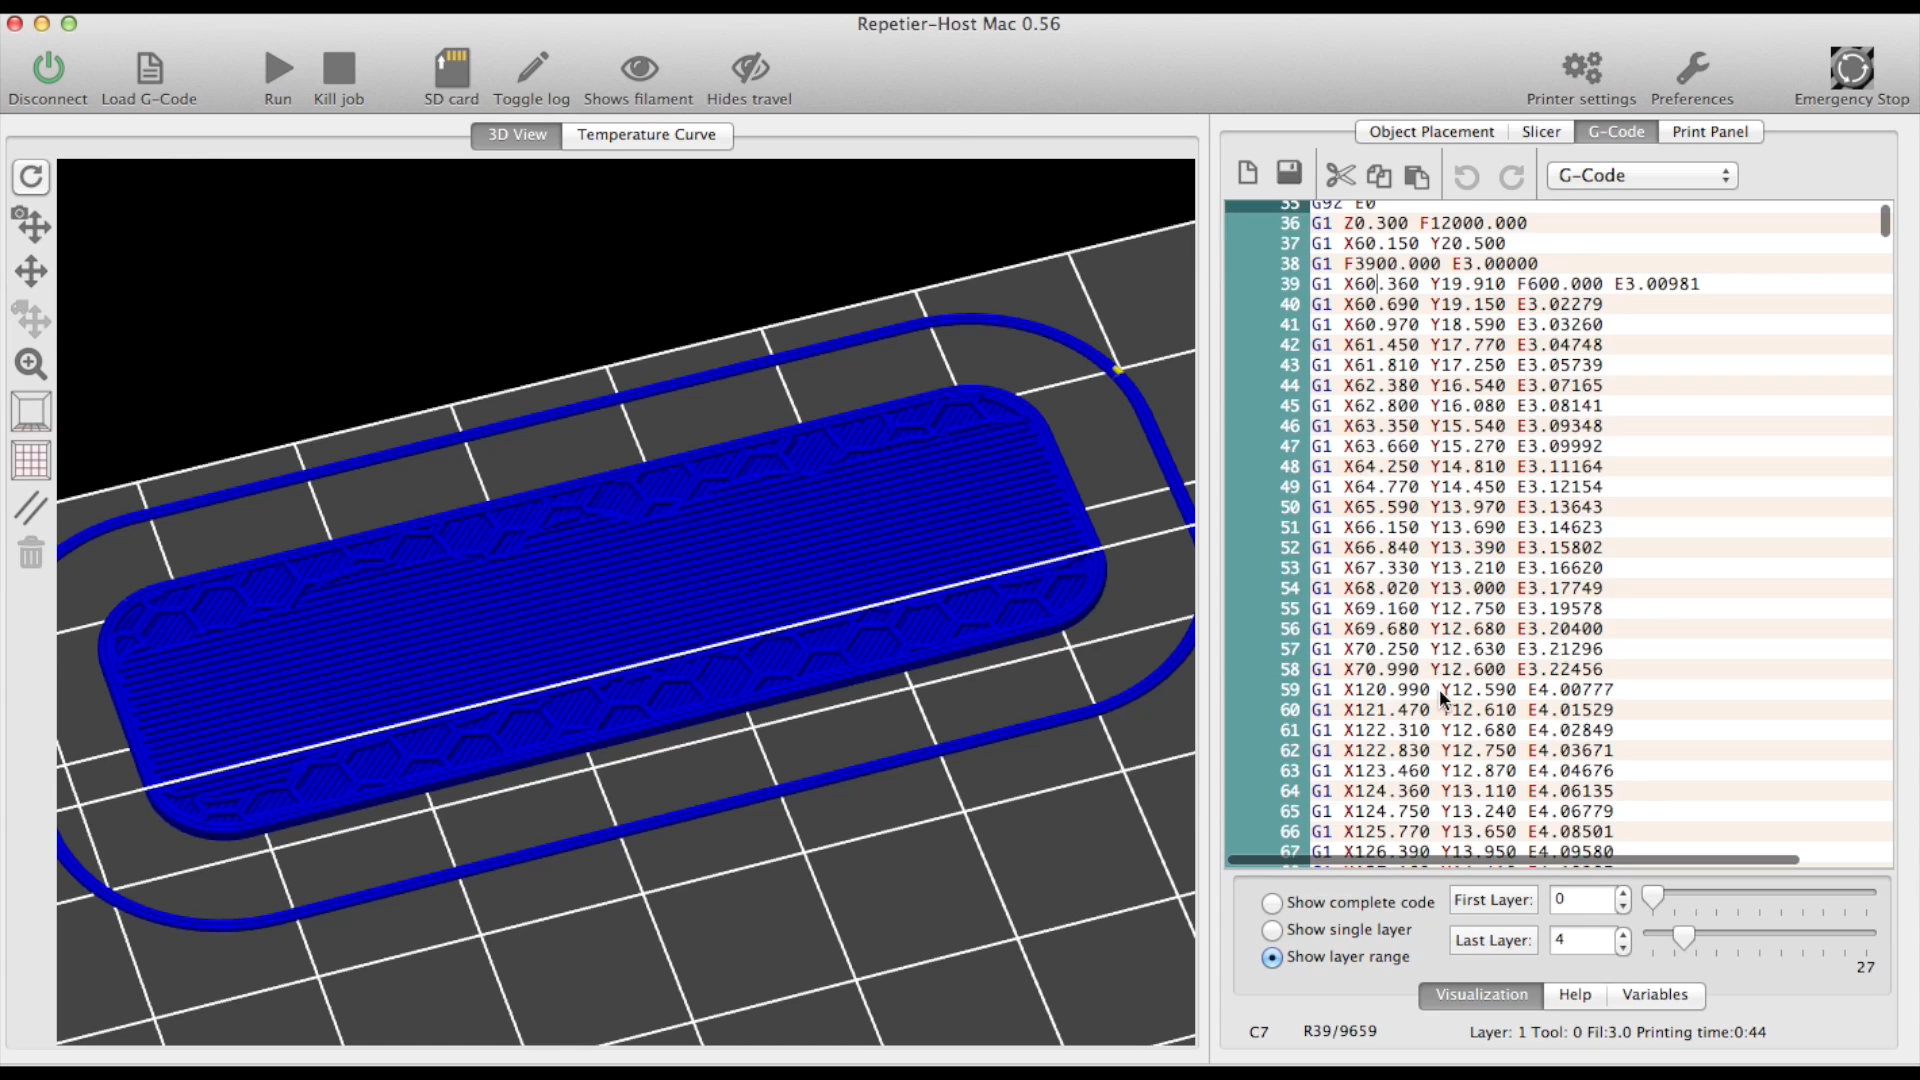 Repetier-Host Mac 0.56
Disconnect Load G-Code Run Kill job SD card Toggle log Shows filament Hides travel Printer settings Preferences Emergency Stop
3D View Temperature Curve
Object Placement Slicer G-Code Print Panel
G-Code
35 G92 E0
36 G1 Z0.300 F12000.000
37 G1 X60.150 Y20.500
38 G1 F3900.000 E3.00000
39 G1 X60.360 Y19.910 F600.000 E3.00981
40 G1 X60.690 Y19.150 E3.02279
41 G1 X60.970 Y18.590 E3.03260
42 G1 X61.450 Y17.770 E3.04748
43 G1 X61.810 Y17.250 E3.05739
44 G1 X62.380 Y16.540 E3.07165
45 G1 X62.800 Y16.080 E3.08141
46 G1 X63.350 Y15.540 E3.09348
47 G1 X63.660 Y15.270 E3.09992
48 G1 X64.250 Y14.810 E3.11164
49 G1 X64.770 Y14.450 E3.12154
50 G1 X65.590 Y13.970 E3.13643
51 G1 X66.150 Y13.690 E3.14623
52 G1 X66.840 Y13.390 E3.15802
53 G1 X67.330 Y13.210 E3.16620
54 G1 X68.020 Y13.000 E3.17749
55 G1 X69.160 Y12.750 E3.19578
56 G1 X69.680 Y12.680 E3.20400
57 G1 X70.250 Y12.630 E3.21296
58 G1 X70.990 Y12.600 E3.22456
59 G1 X120.990 Y12.590 E4.00777
60 G1 X121.470 Y12.610 E4.01529
61 G1 X122.310 Y12.680 E4.02849
62 G1 X122.830 Y12.750 E4.03671
63 G1 X123.460 Y12.870 E4.04676
64 G1 X124.360 Y13.110 E4.06135
65 G1 X124.750 Y13.240 E4.06779
66 G1 X125.770 Y13.650 E4.08501
67 G1 X126.390 Y13.950 E4.09580
Show complete code First Layer: 0
Show single layer
Last Layer: 4
Show layer range
27
Visualization Help Variables
C7 R39/9659 Layer: 1 Tool: 0 Fil:3.0 Printing time:0:44